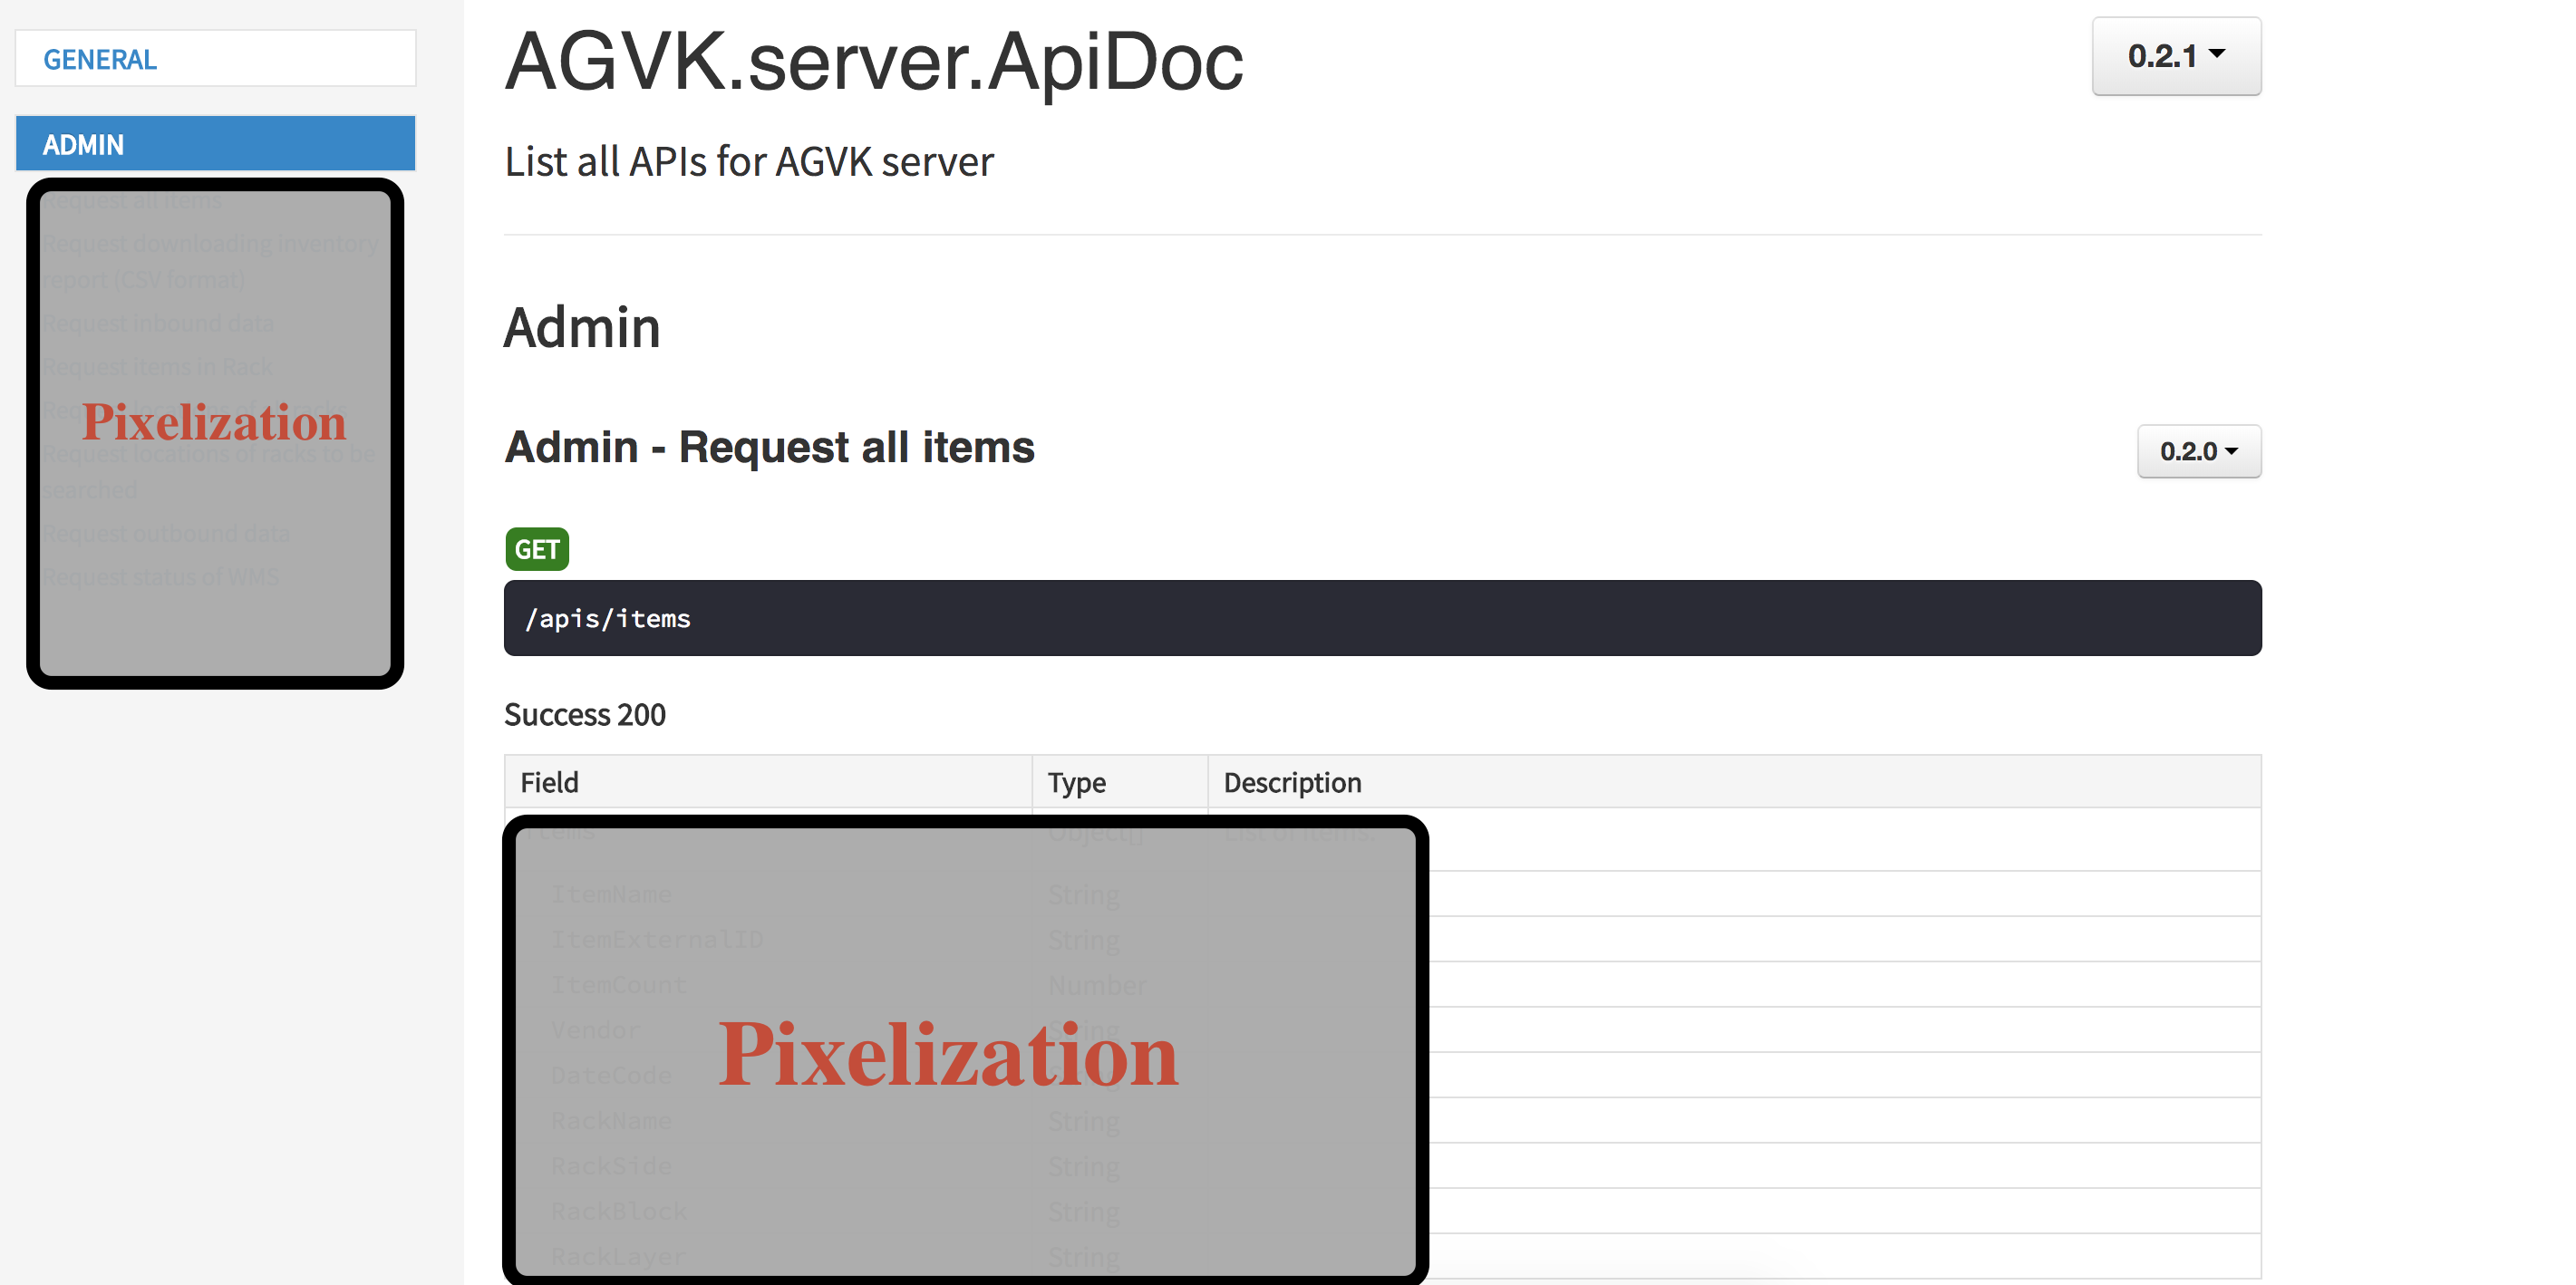 GENERAL
ADMIN
Request all items
Request downloading inventory
report (CSV format)
Request inbound data
Request items in Rack
Pixelization
Request locations of racks to be
searched
Request outbound data
Request status of WMS
AGVK.server.ApiDoc
0.2.1
List all APIs for AGVK server
Admin
Admin - Request all items
0.2.0
GET
/apis/items
Success 200
Field Type Description
Object[] List of items.
ItemName String
ItemExternalID String
ItemCount Number
Vendor String
Pixelization
DateCode String
RackName String
RackSide String
RackBlock String
RackLayer String